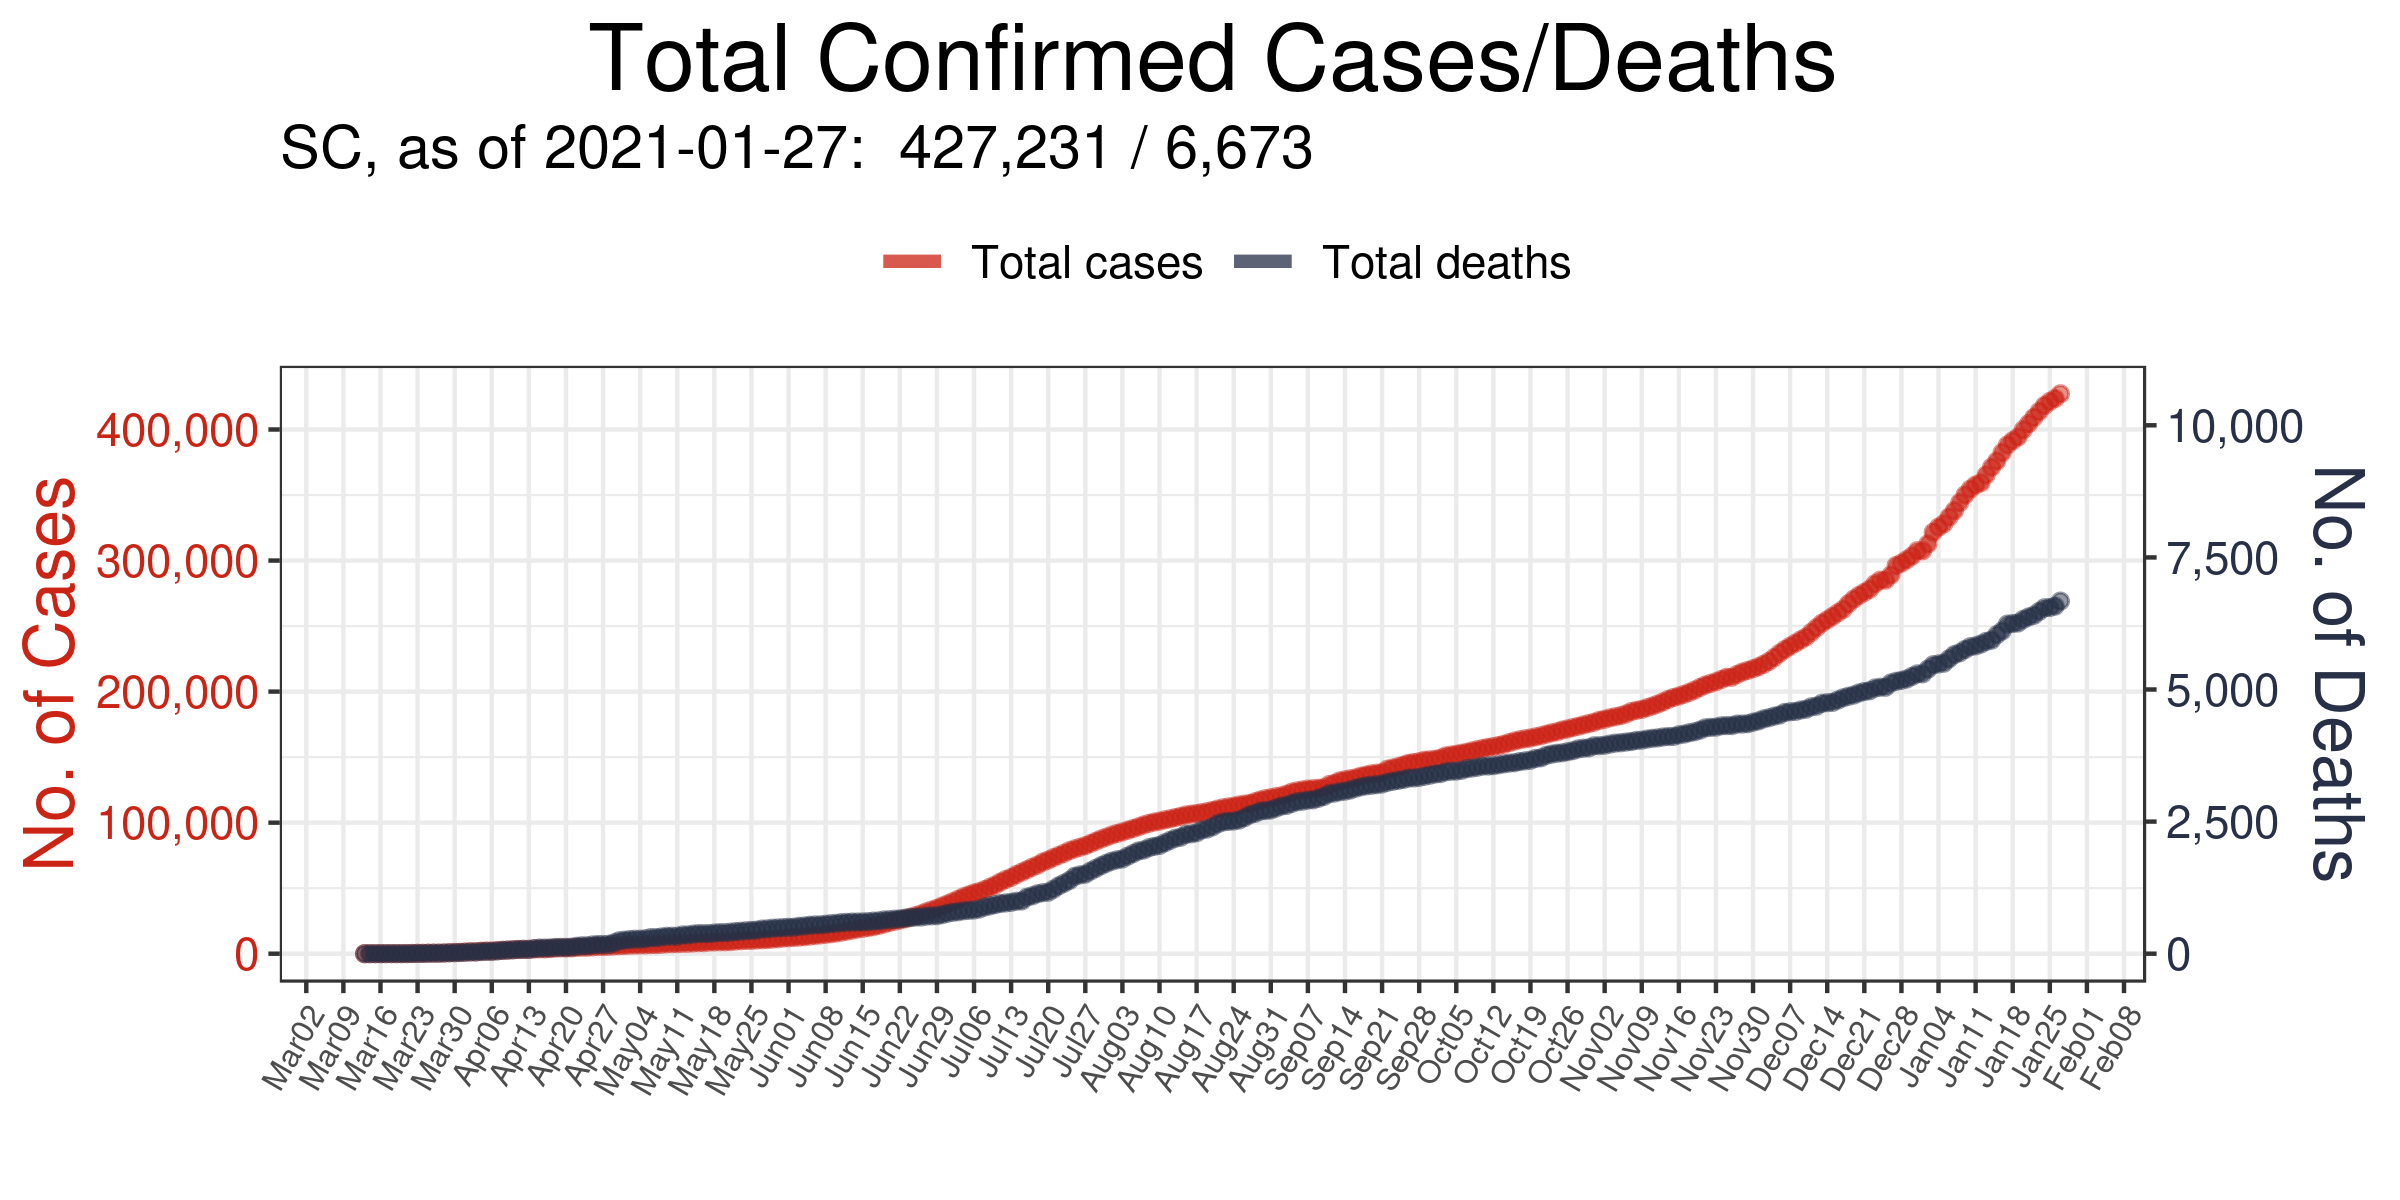 Total Confirmed Cases/Deaths
SC, as of 2021-01-27:  427,231 / 6,673
Total cases
Total deaths
No. of Cases
400,000
300,000
200,000
100,000
0
10,000
7,500
5,000
2,500
0
No. of Deaths
Mar02
Mar09
Mar16
Mar23
Mar30
Apr06
Apr13
Apr20
Apr27
May04
May11
May18
May25
Jun01
Jun08
Jun15
Jun22
Jun29
Jul06
Jul13
Jul20
Jul27
Aug03
Aug10
Aug17
Aug24
Aug31
Sep07
Sep14
Sep21
Sep28
Oct05
Oct12
Oct19
Oct26
Nov02
Nov09
Nov16
Nov23
Nov30
Dec07
Dec14
Dec21
Dec28
Jan04
Jan11
Jan18
Jan25
Feb01
Feb08